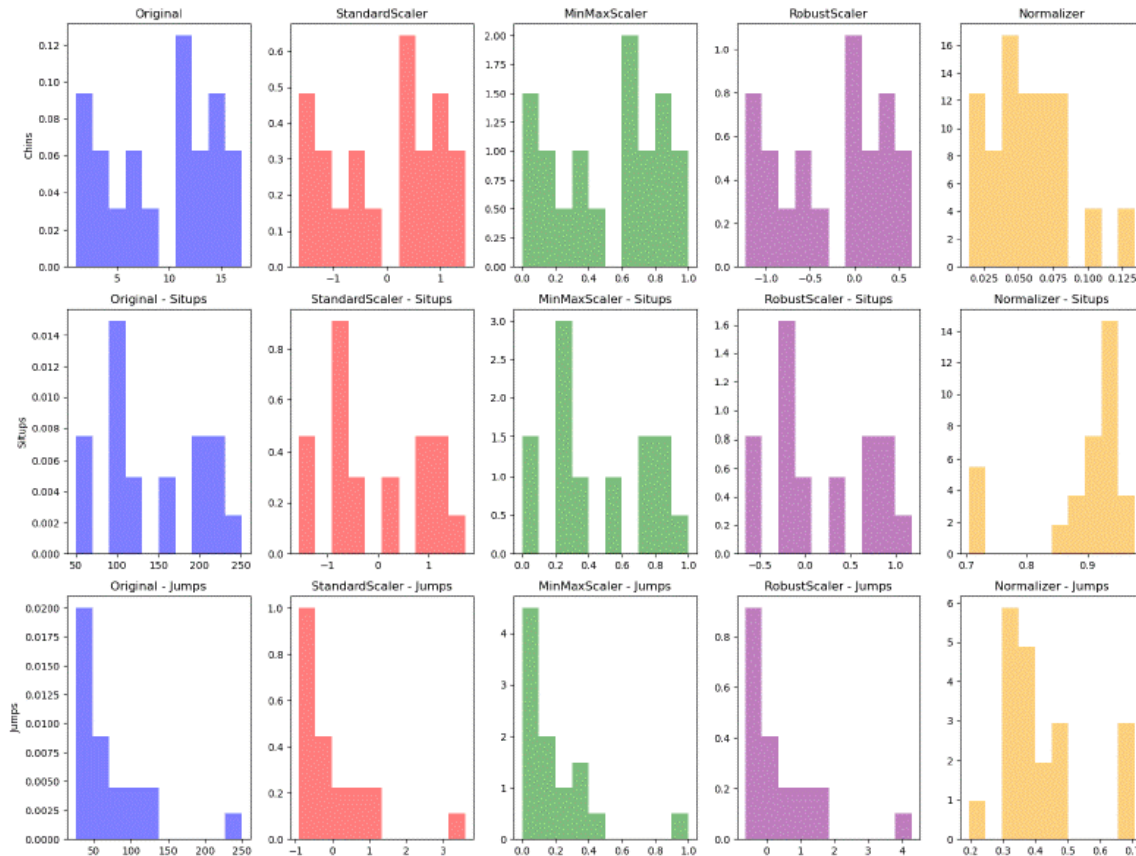 Original StandardScaler MinMaxScaler RobustScaler Normalizer
0.12 0.10 0.08 0.06 0.04 0.02 0.00
Chins
5 10 15
0.6 0.5 0.4 0.3 0.2 0.1 0.0
−1 0 1
2.00 1.75 1.50 1.25 1.00 0.75 0.50 0.25 0.00
0.0 0.2 0.4 0.6 0.8 1.0
1.0 0.8 0.6 0.4 0.2 0.0
−1.0 −0.5 0.0 0.5
16 14 12 10 8 6 4 2 0
0.025 0.050 0.075 0.100 0.125
Original - Situps StandardScaler - Situps MinMaxScaler - Situps RobustScaler - Situps Normalizer - Situps
0.014 0.012 0.010 0.008 0.006 0.004 0.002 0.000
Situps
50 100 150 200 250
0.8 0.6 0.4 0.2 0.0
−1 0 1
3.0 2.5 2.0 1.5 1.0 0.5 0.0
0.0 0.2 0.4 0.6 0.8 1.0
1.6 1.4 1.2 1.0 0.8 0.6 0.4 0.2 0.0
−0.5 0.0 0.5 1.0
14 12 10 8 6 4 2 0
0.7 0.8 0.9
Original - Jumps StandardScaler - Jumps MinMaxScaler - Jumps RobustScaler - Jumps Normalizer - Jumps
0.0200 0.0175 0.0150 0.0125 0.0100 0.0075 0.0050 0.0025 0.0000
Jumps
50 100 150 200 250
1.0 0.8 0.6 0.4 0.2 0.0
−1 0 1 2 3
4 3 2 1 0
0.0 0.2 0.4 0.6 0.8 1.0
0.8 0.6 0.4 0.2 0.0
0 1 2 3 4
6 5 4 3 2 1 0
0.2 0.3 0.4 0.5 0.6 0.7